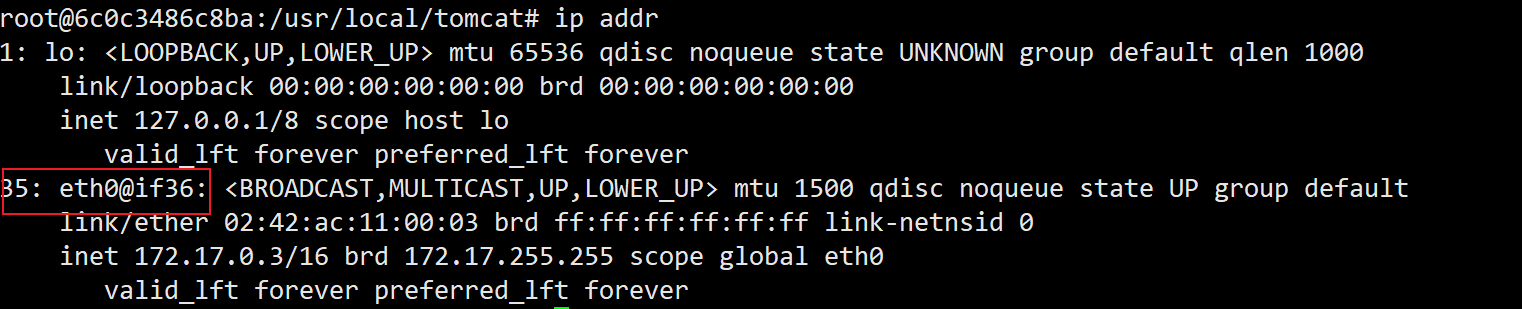 root@6c0c3486c8ba:/usr/local/tomcat# ip addr
1: lo: <LOOPBACK,UP,LOWER_UP> mtu 65536 qdisc noqueue state UNKNOWN group default qlen 1000
    link/loopback 00:00:00:00:00:00 brd 00:00:00:00:00:00
    inet 127.0.0.1/8 scope host lo
       valid_lft forever preferred_lft forever
35: eth0@if36: <BROADCAST,MULTICAST,UP,LOWER_UP> mtu 1500 qdisc noqueue state UP group default
    link/ether 02:42:ac:11:00:03 brd ff:ff:ff:ff:ff:ff link-netnsid 0
    inet 172.17.0.3/16 brd 172.17.255.255 scope global eth0
       valid_lft forever preferred_lft forever